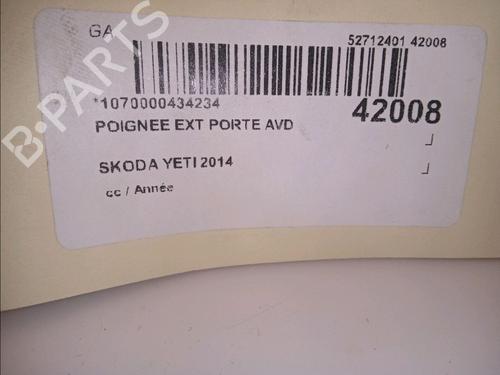 GA
52712401 42008
*1070000434234
42008
POIGNEE EXT PORTE AVD
SKODA YETI 2014
cc / Année
B-PARTS